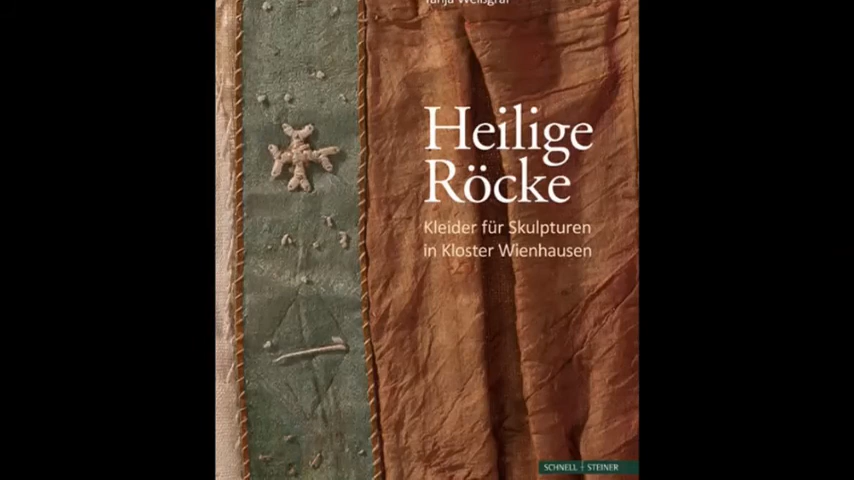 Heilige
Röcke
Kleider für Skulpturen
in Kloster Wienhausen
SCHNELL + STEINER